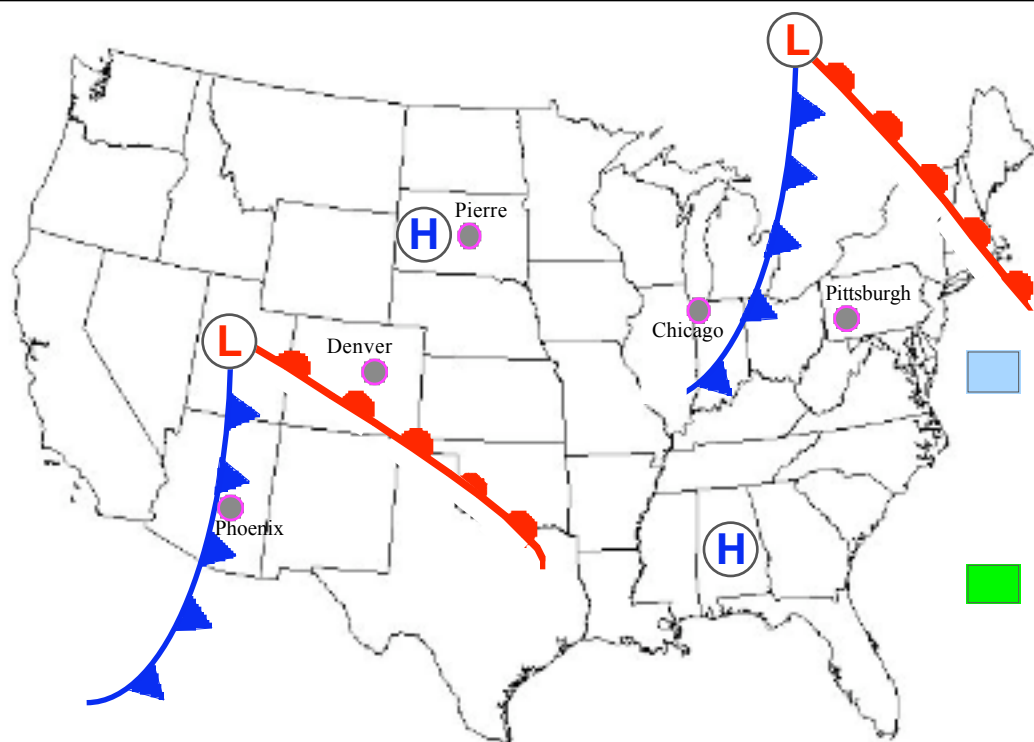 L
Pierre
H
Pittsburgh
Chicago
L
Denver
Phoenix
H